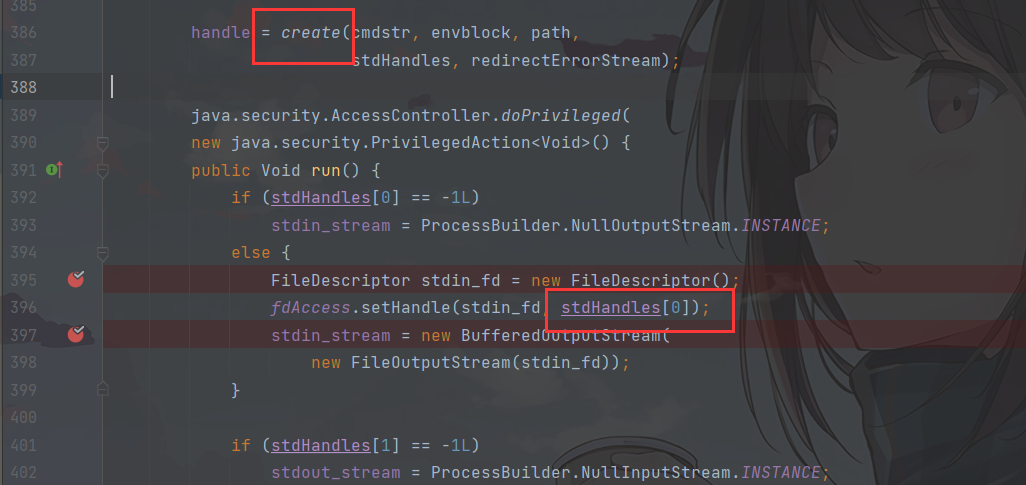 385
386 handle = create(cmdstr, envblock, path,
387 stdHandles, redirectErrorStream);
388
389 java.security.AccessController.doPrivileged(
390 new java.security.PrivilegedAction<Void>() {
391 public Void run() {
392 if (stdHandles[0] == -1L)
393 stdin_stream = ProcessBuilder.NullOutputStream.INSTANCE;
394 else {
395 FileDescriptor stdin_fd = new FileDescriptor();
396 fdAccess.setHandle(stdin_fd, stdHandles[0]);
397 stdin_stream = new BufferedOutputStream(
398 new FileOutputStream(stdin_fd));
399 }
400
401 if (stdHandles[1] == -1L)
402 stdout_stream = ProcessBuilder.NullInputStream.INSTANCE;